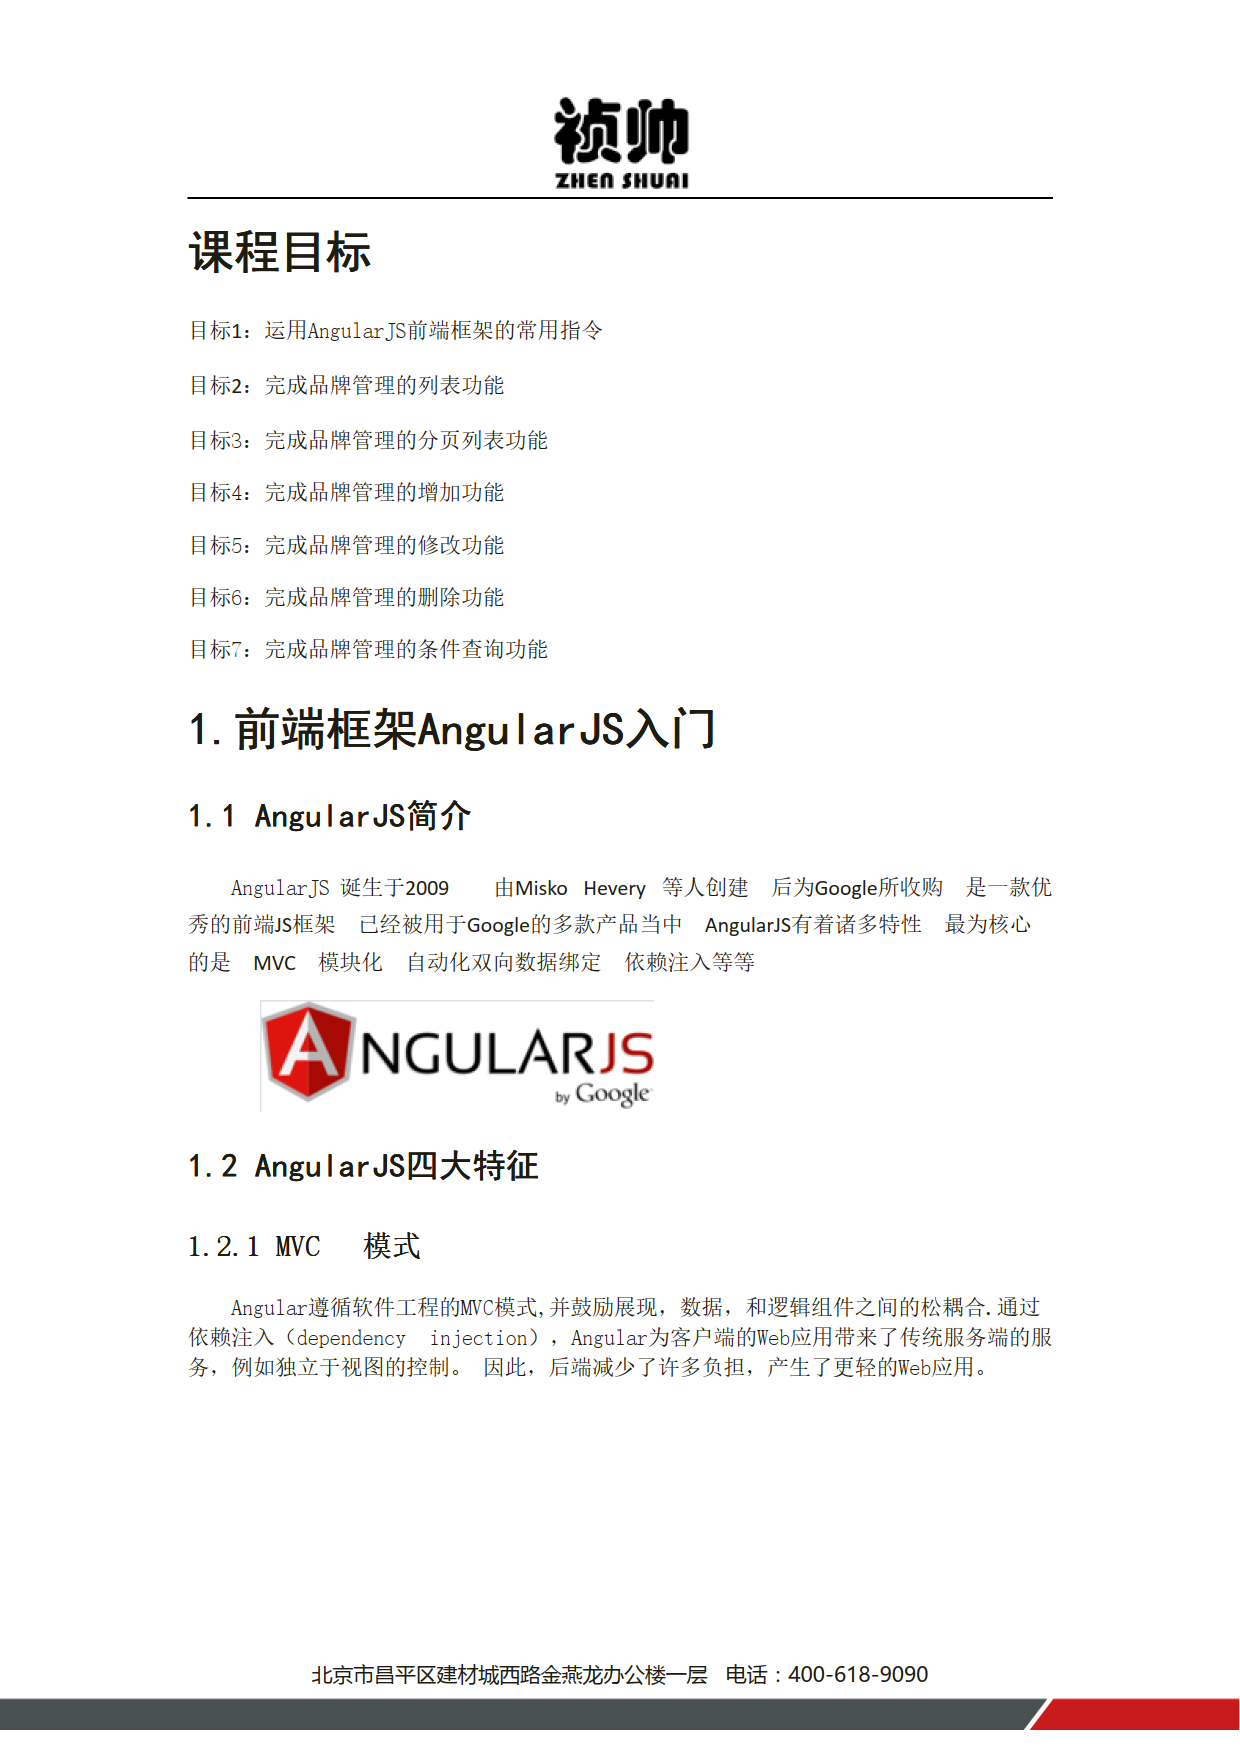 祯帅
ZHEN SHUAI
课程目标
目标1：运用AngularJS前端框架的常用指令
目标2：完成品牌管理的列表功能
目标3：完成品牌管理的分页列表功能
目标4：完成品牌管理的增加功能
目标5：完成品牌管理的修改功能
目标6：完成品牌管理的删除功能
目标7：完成品牌管理的条件查询功能
1.前端框架AngularJS入门
1.1 AngularJS简介
AngularJS 诞生于2009 由Misko Hevery 等人创建 后为Google所收购 是一款优
秀的前端JS框架 已经被用于Google的多款产品当中 AngularJS有着诸多特性 最为核心
的是 MVC 模块化 自动化双向数据绑定 依赖注入等等
ANGULARJS
by Google
1.2 AngularJS四大特征
1.2.1 MVC 模式
Angular遵循软件工程的MVC模式,并鼓励展现，数据，和逻辑组件之间的松耦合.通过
依赖注入（dependency injection），Angular为客户端的Web应用带来了传统服务端的服
务，例如独立于视图的控制。 因此，后端减少了许多负担，产生了更轻的Web应用。
北京市昌平区建材城西路金燕龙办公楼一层 电话：400-618-9090